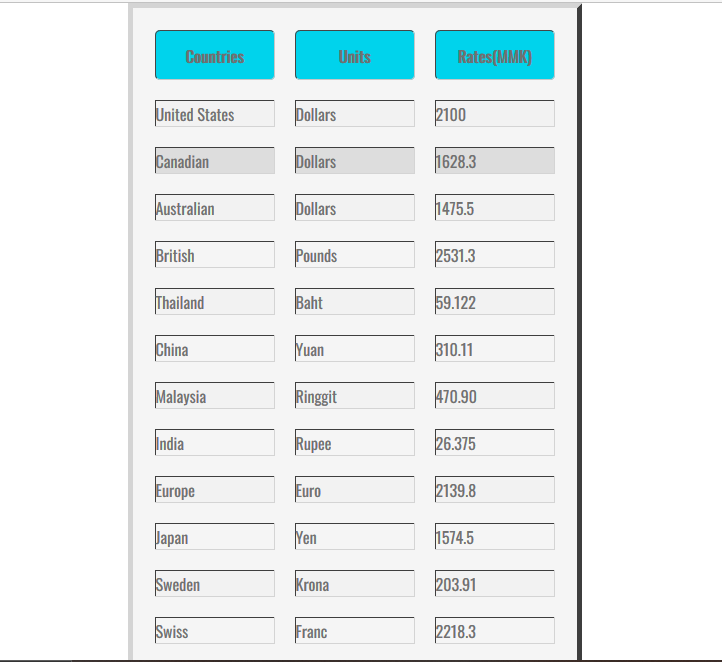 Countries Units Rates(MMK)
United States Dollars 2100
Canadian Dollars 1628.3
Australian Dollars 1475.5
British Pounds 2531.3
Thailand Baht 59.122
China Yuan 310.11
Malaysia Ringgit 470.90
India Rupee 26.375
Europe Euro 2139.8
Japan Yen 1574.5
Sweden Krona 203.91
Swiss Franc 2218.3